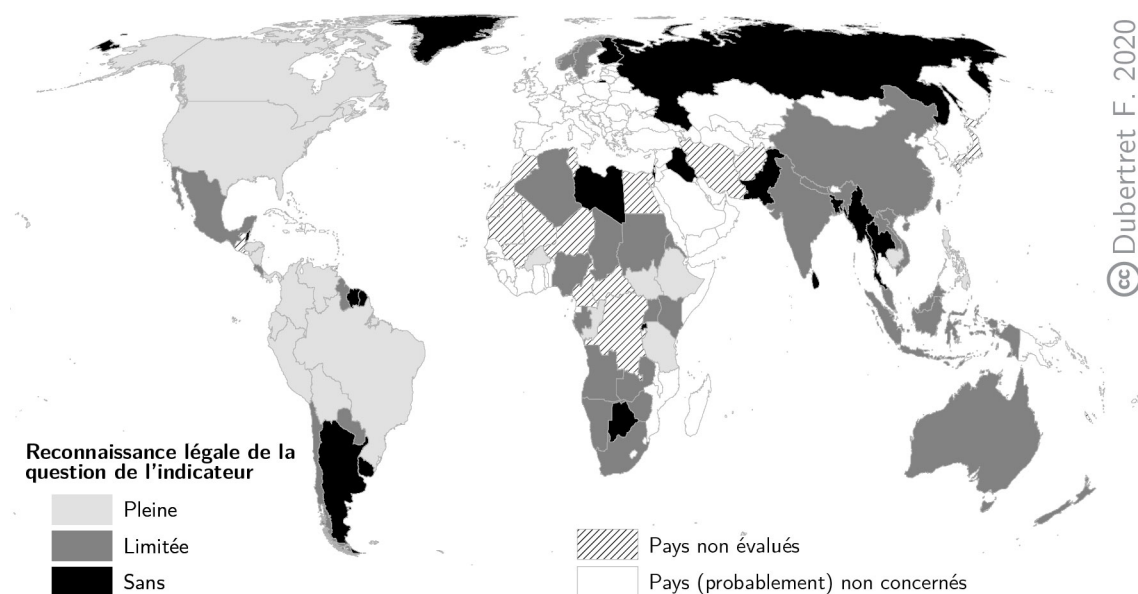 Reconnaissance légale de la
question de l'indicateur
Pleine
Limitée
Sans
Pays non évalués
Pays (probablement) non concernés
cc Dubertret F. 2020